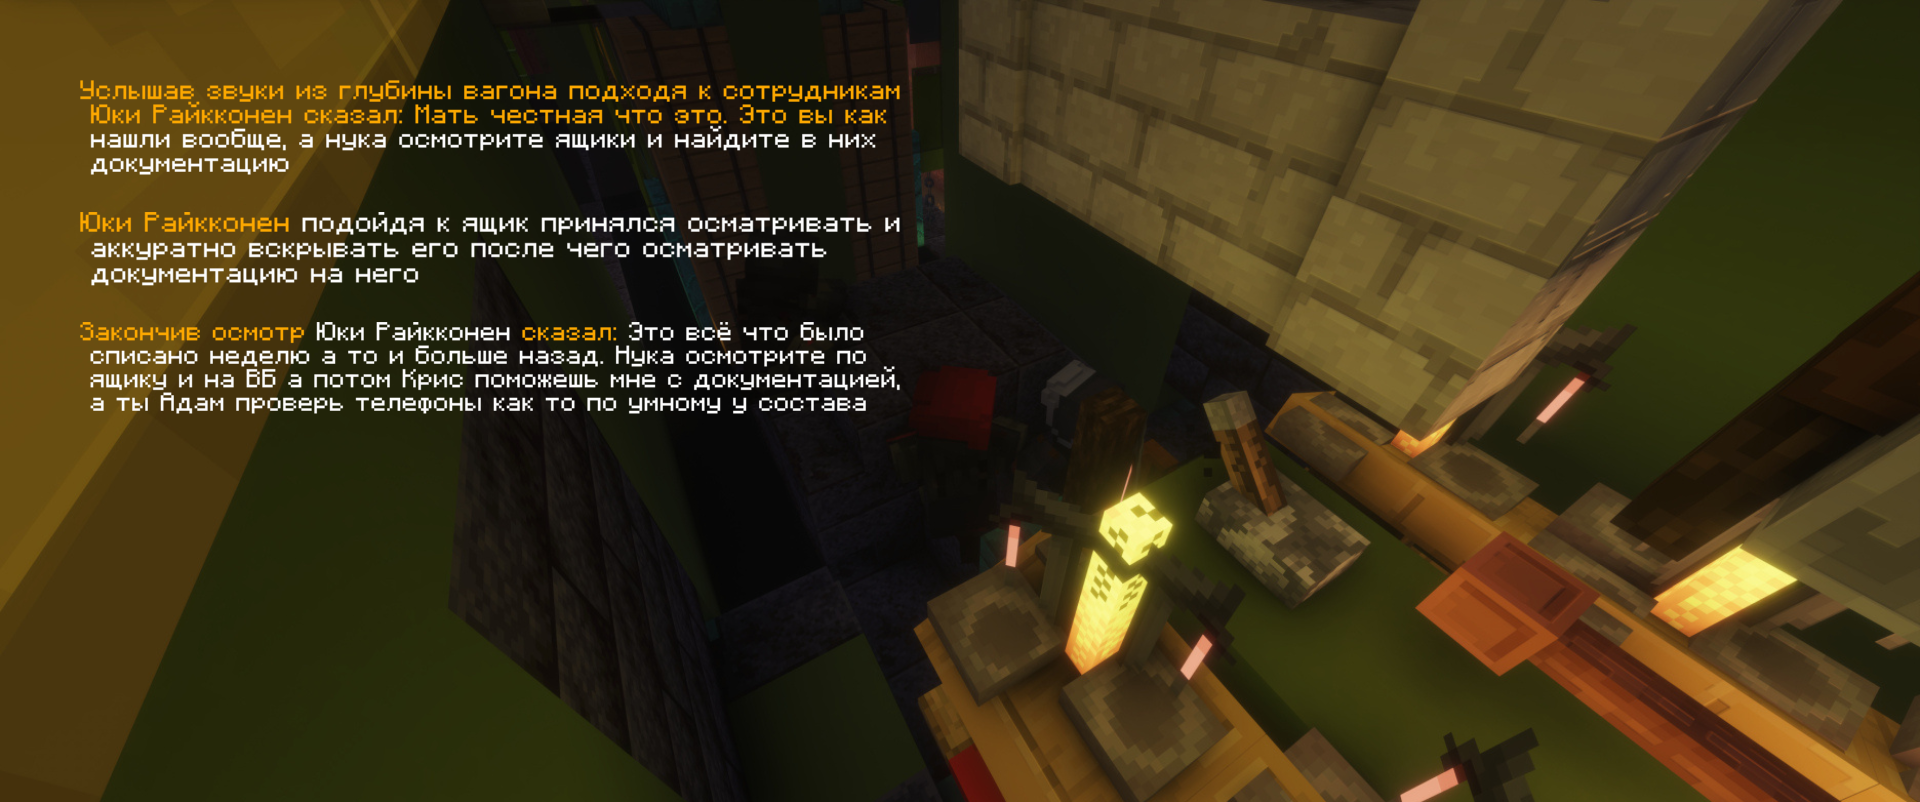 Услышав звуки из глубины вагона подходя к сотрудникам
Юки Райкконен сказал: Мать честная что это. Это вы как
нашли вообще, а нука осмотрите ящики и найдите в них
документацию
Юки Райкконен подойдя к ящик принялся осматривать и
аккуратно вскрывать его после чего осматривать
документацию на него
Закончив осмотр Юки Райкконен сказал: Это всё что было
списано неделю а то и больше назад. Нука осмотрите по
ящику и на ВБ а потом Крис поможешь мне с документацией,
а ты Адам проверь телефоны как то по умному у состава